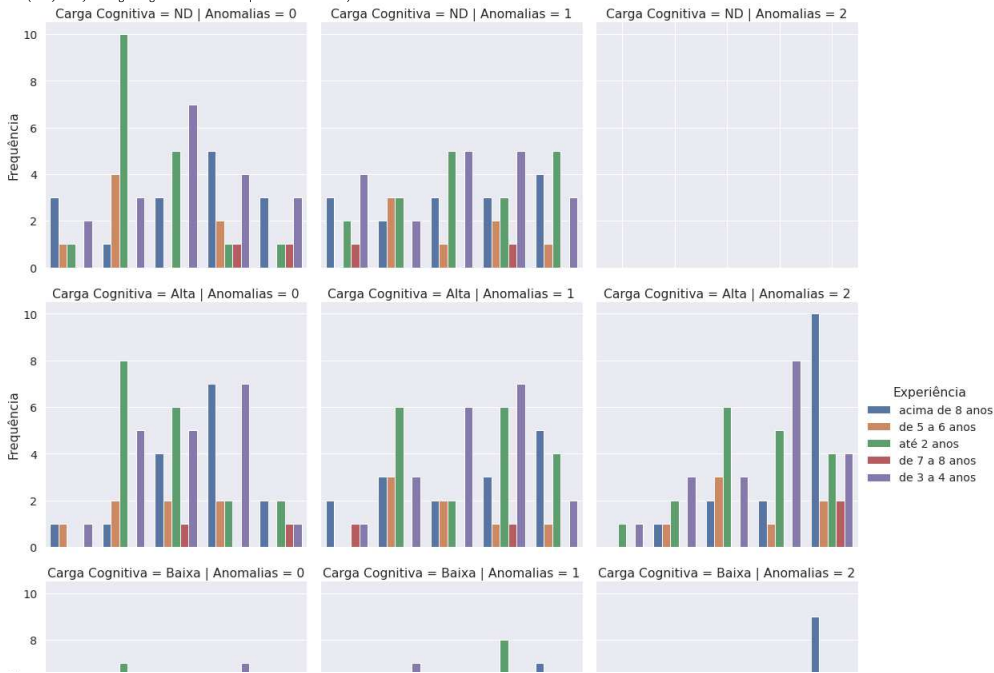 Carga Cognitiva = ND | Anomalias = 0
Carga Cognitiva = ND | Anomalias = 1
Carga Cognitiva = ND | Anomalias = 2
10
8
6
4
2
0
Frequência
Carga Cognitiva = Alta | Anomalias = 0
Carga Cognitiva = Alta | Anomalias = 1
Carga Cognitiva = Alta | Anomalias = 2
10
8
6
4
2
0
Frequência
Experiência
acima de 8 anos
de 5 a 6 anos
até 2 anos
de 7 a 8 anos
de 3 a 4 anos
Carga Cognitiva = Baixa | Anomalias = 0
Carga Cognitiva = Baixa | Anomalias = 1
Carga Cognitiva = Baixa | Anomalias = 2
10
8